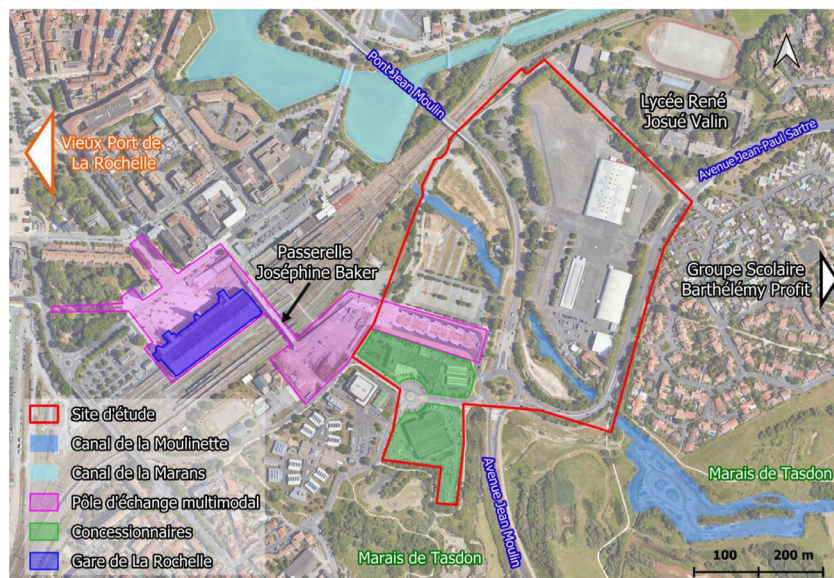 Pont Jean Moulin
Lycée René
Josué Valin
Vieux Port de
La Rochelle
Avenue Jean-Paul Sartre
Passerelle
Joséphine Baker
Groupe Scolaire
Barthélémy Profit
Site d'étude
Canal de la Moulinette
Canal de la Marans
Pôle d'échange multimodal
Concessionnaires
Gare de La Rochelle
Marais de Tasdon
Avenue Jean Moulin
Marais de Tasdon
100 200 m